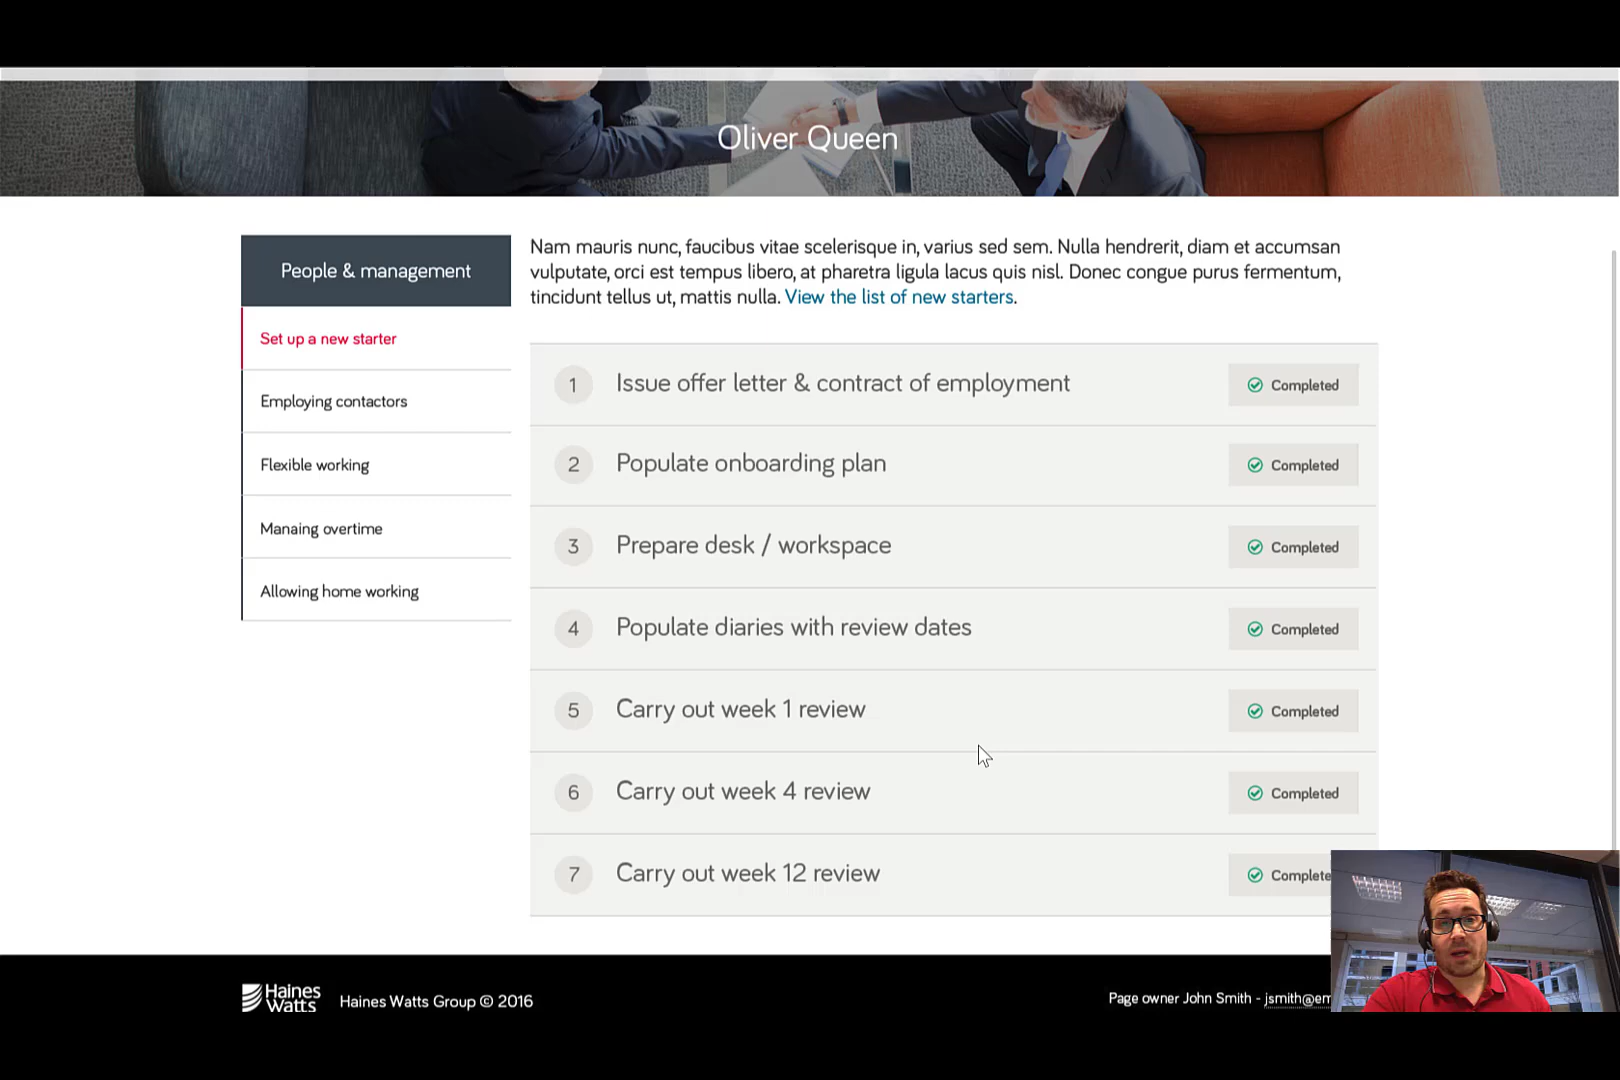 Oliver Queen
People & management
Set up a new starter
Employing contactors
Flexible working
Manaing overtime
Allowing home working
Nam mauris nunc, faucibus vitae scelerisque in, varius sed sem. Nulla hendrerit, diam et accumsan
vulputate, orci est tempus libero, at pharetra ligula lacus quis nisl. Donec congue purus fermentum,
tincidunt tellus ut, mattis nulla. View the list of new starters.
1 Issue offer letter & contract of employment Completed
2 Populate onboarding plan Completed
3 Prepare desk / workspace Completed
4 Populate diaries with review dates Completed
5 Carry out week 1 review Completed
6 Carry out week 4 review Completed
7 Carry out week 12 review Complete
Haines
Watts
Haines Watts Group © 2016
Page owner John Smith - jsmith@em